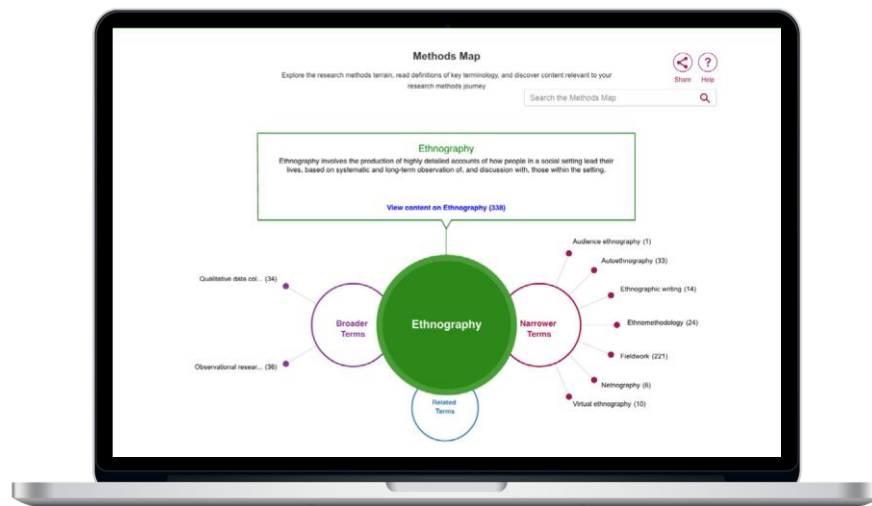 Methods Map
Explore the research methods terrain, read definitions of key terminology, and discover content relevant to your
research methods journey
Share Help
Search the Methods Map
Ethnography
Ethnography involves the production of highly detailed accounts of how people in a social setting lead their
lives, based on systematic and long-term observation of, and discussion with, those within the setting.
View content on Ethnography (338)
Audience ethnography (1)
Autoethnography (33)
Qualitative data col... (34)
Ethnographic writing (14)
Broader
Terms
Ethnography
Narrower
Terms
Ethnomethodology (24)
Fieldwork (221)
Observational resear... (36)
Netnography (6)
Related
Terms
Virtual ethnography (10)